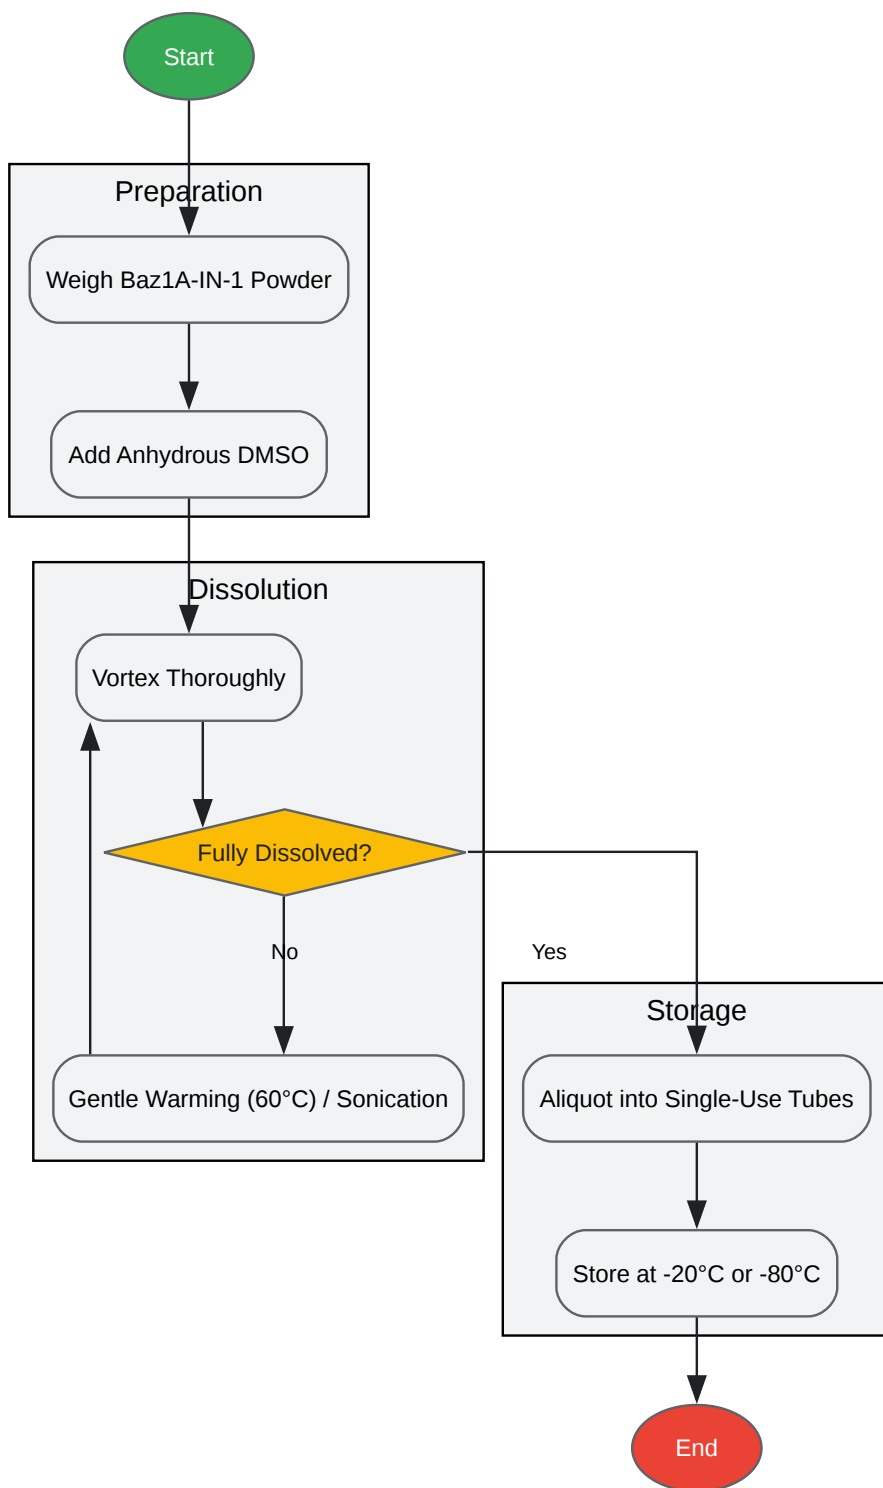 Start
Preparation
Weigh Baz1A-IN-1 Powder
Add Anhydrous DMSO
Dissolution
Vortex Thoroughly
Fully Dissolved?
No
Yes
Storage
Gentle Warming (60°C) / Sonication
Aliquot into Single-Use Tubes
Store at -20°C or -80°C
End